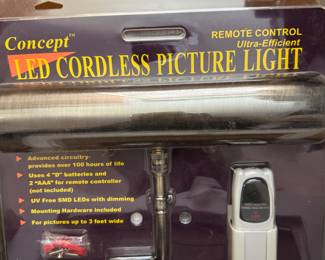 Concept™
REMOTE CONTROL
Ultra-Efficient
LED CORDLESS PICTURE LIGHT
Advanced circuitry-
provides over 100 hours of life
Uses 4 "D" batteries and
2 "AAA" for remote controller
(not included)
UV Free SMD LEDs with dimming
Mounting Hardware included
For pictures up to 3 feet wide